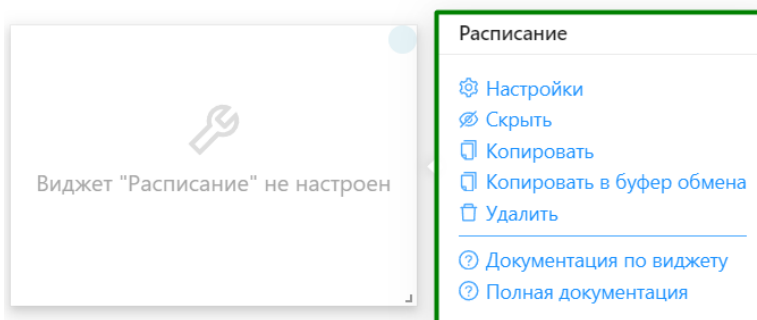 Виджет "Расписание" не настроен
Расписание
Настройки
Скрыть
Копировать
Копировать в буфер обмена
Удалить
Документация по виджету
Полная документация